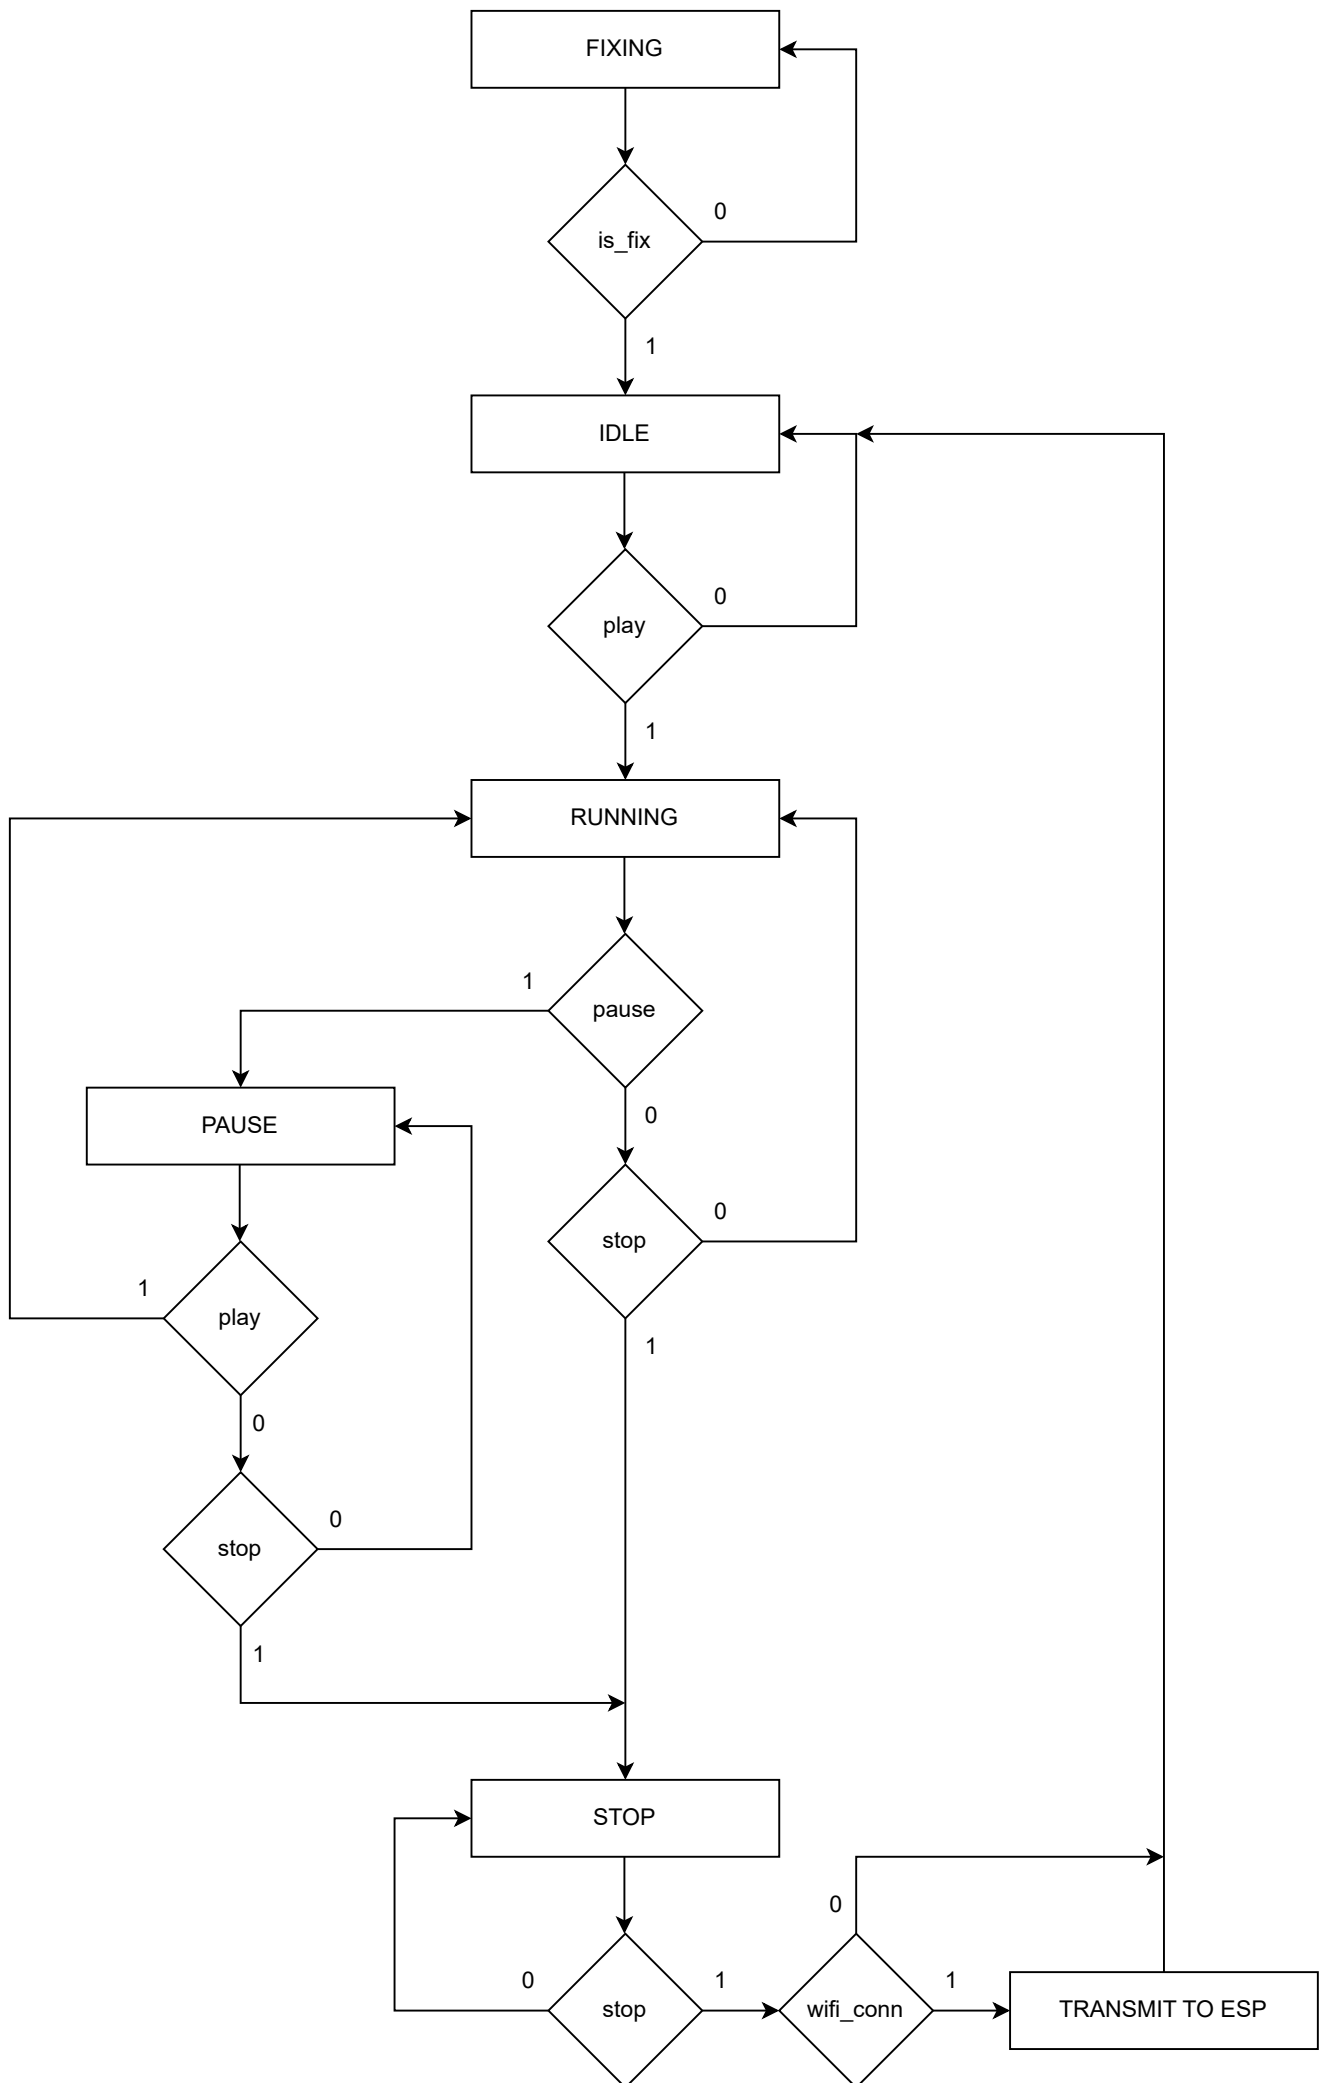 FIXING
0
is_fix
1
IDLE
0
play
1
RUNNING
1
pause
0
PAUSE
0
stop
1
play
1
0
0
stop
1
STOP
0
0
stop
1
wifi_conn
1
TRANSMIT TO ESP